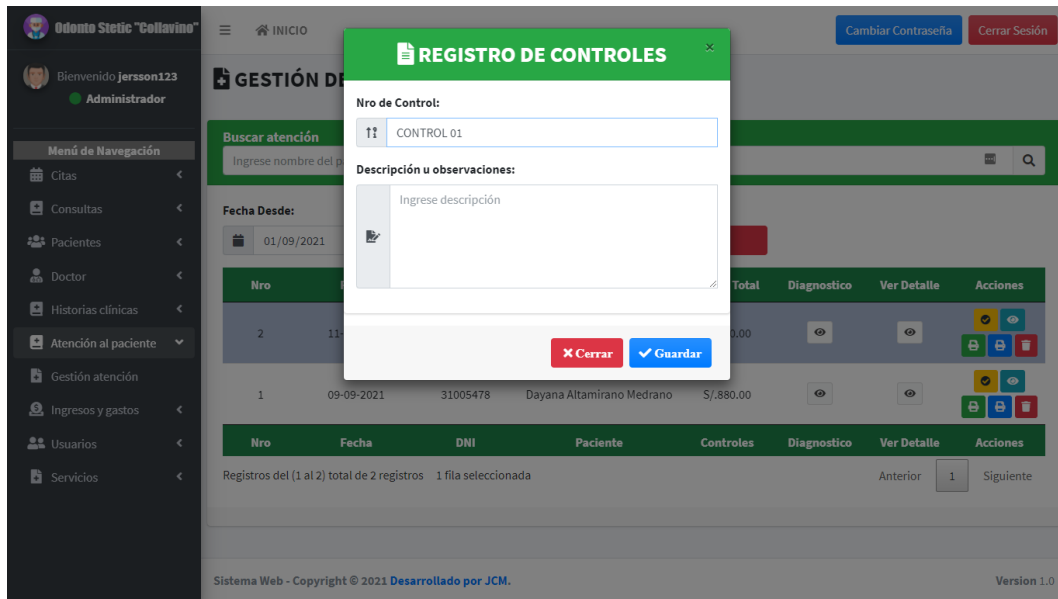 Odonto Stetic "Collavino"
INICIO
Cambiar Contraseña
Cerrar Sesión
Bienvenido jersson123
Administrador
Menú de Navegación
Citas
Consultas
Pacientes
Doctor
Historias clínicas
Atención al paciente
Gestión atención
Ingresos y gastos
Usuarios
Servicios
GESTIÓN DE
REGISTRO DE CONTROLES
×
Nro de Control:
CONTROL 01
Descripción u observaciones:
Ingrese descripción
Cerrar
Guardar
Buscar atención
Ingrese nombre del
Fecha Desde:
01/09/2021
Nro Total Diagnostico Ver Detalle Acciones
2 11-
1 09-09-2021 31005478 Dayana Altamirano Medrano S/.880.00
Nro Fecha DNI Paciente Controles Diagnostico Ver Detalle Acciones
Registros del (1 al 2) total de 2 registros 1 fila seleccionada
Anterior 1 Siguiente
Sistema Web - Copyright © 2021 Desarrollado por JCM.
Version 1.0